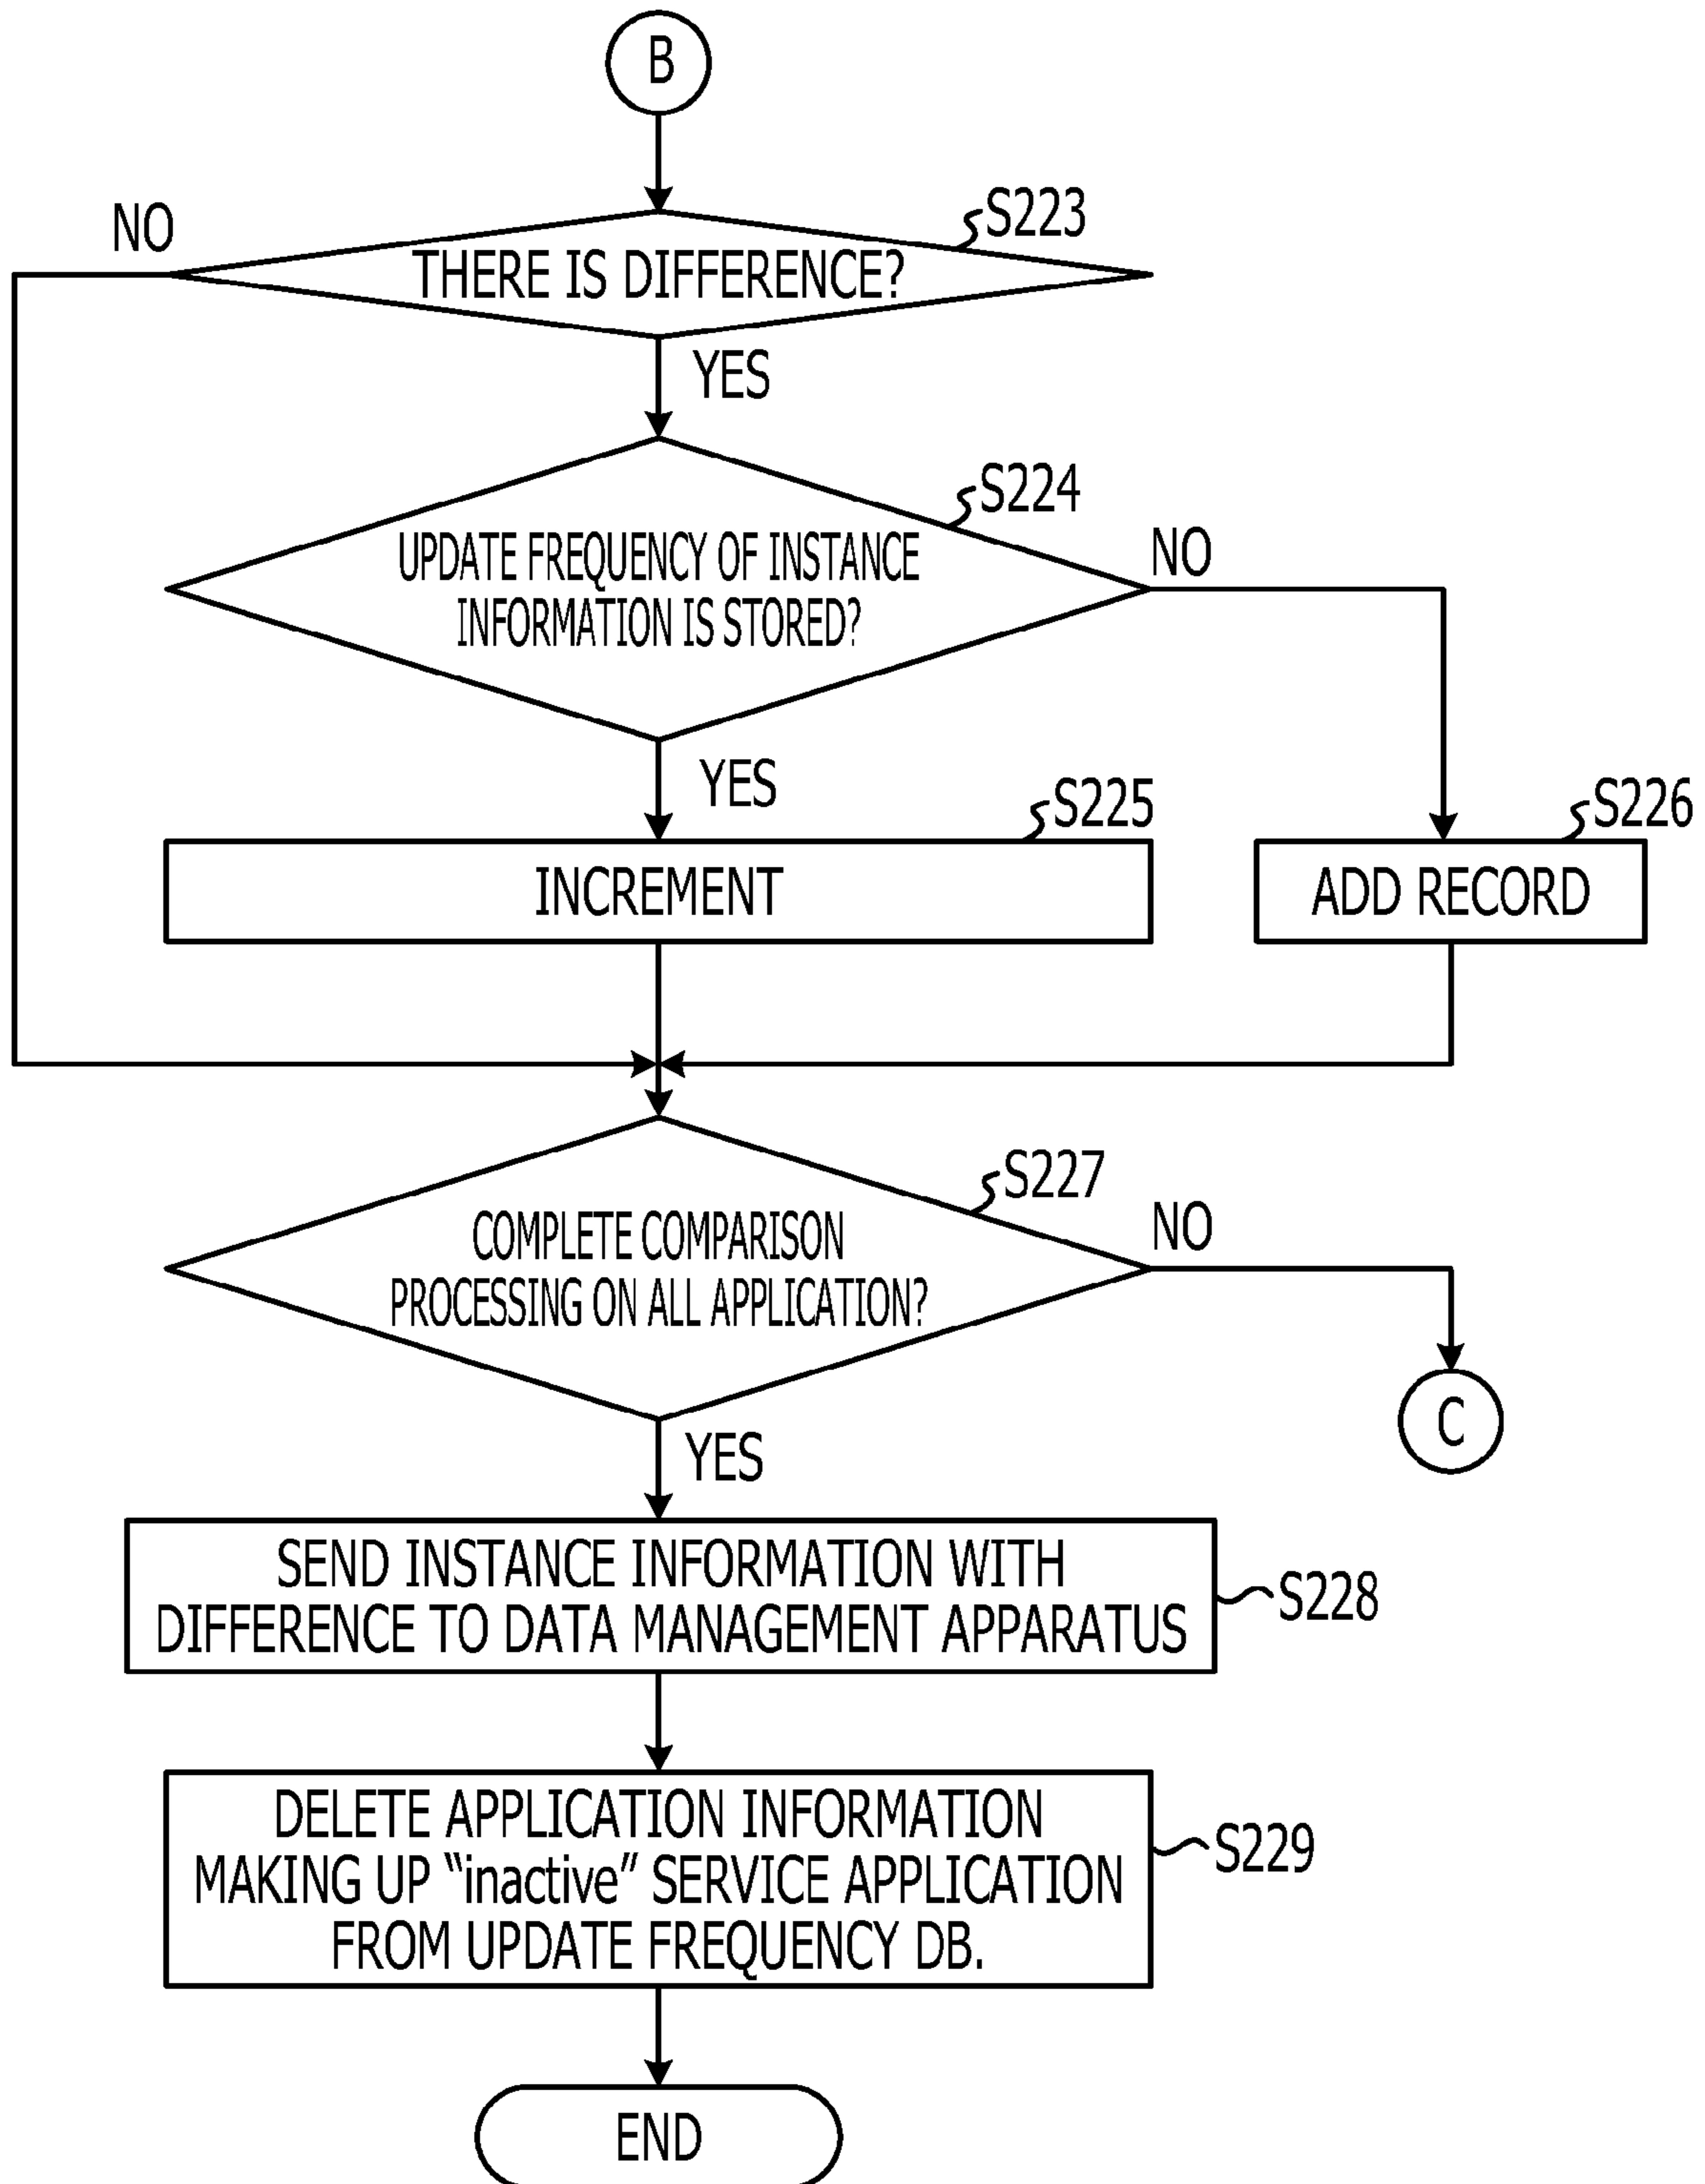 B
S223
NO
THERE IS DIFFERENCE?
YES
S224
UPDATE FREQUENCY OF INSTANCE
INFORMATION IS STORED?
NO
YES
S225
S226
INCREMENT
ADD RECORD
S227
COMPLETE COMPARISON
PROCESSING ON ALL APPLICATION?
NO
C
YES
SEND INSTANCE INFORMATION WITH
DIFFERENCE TO DATA MANAGEMENT APPARATUS
S228
DELETE APPLICATION INFORMATION
MAKING UP “inactive” SERVICE APPLICATION
FROM UPDATE FREQUENCY DB.
S229
END